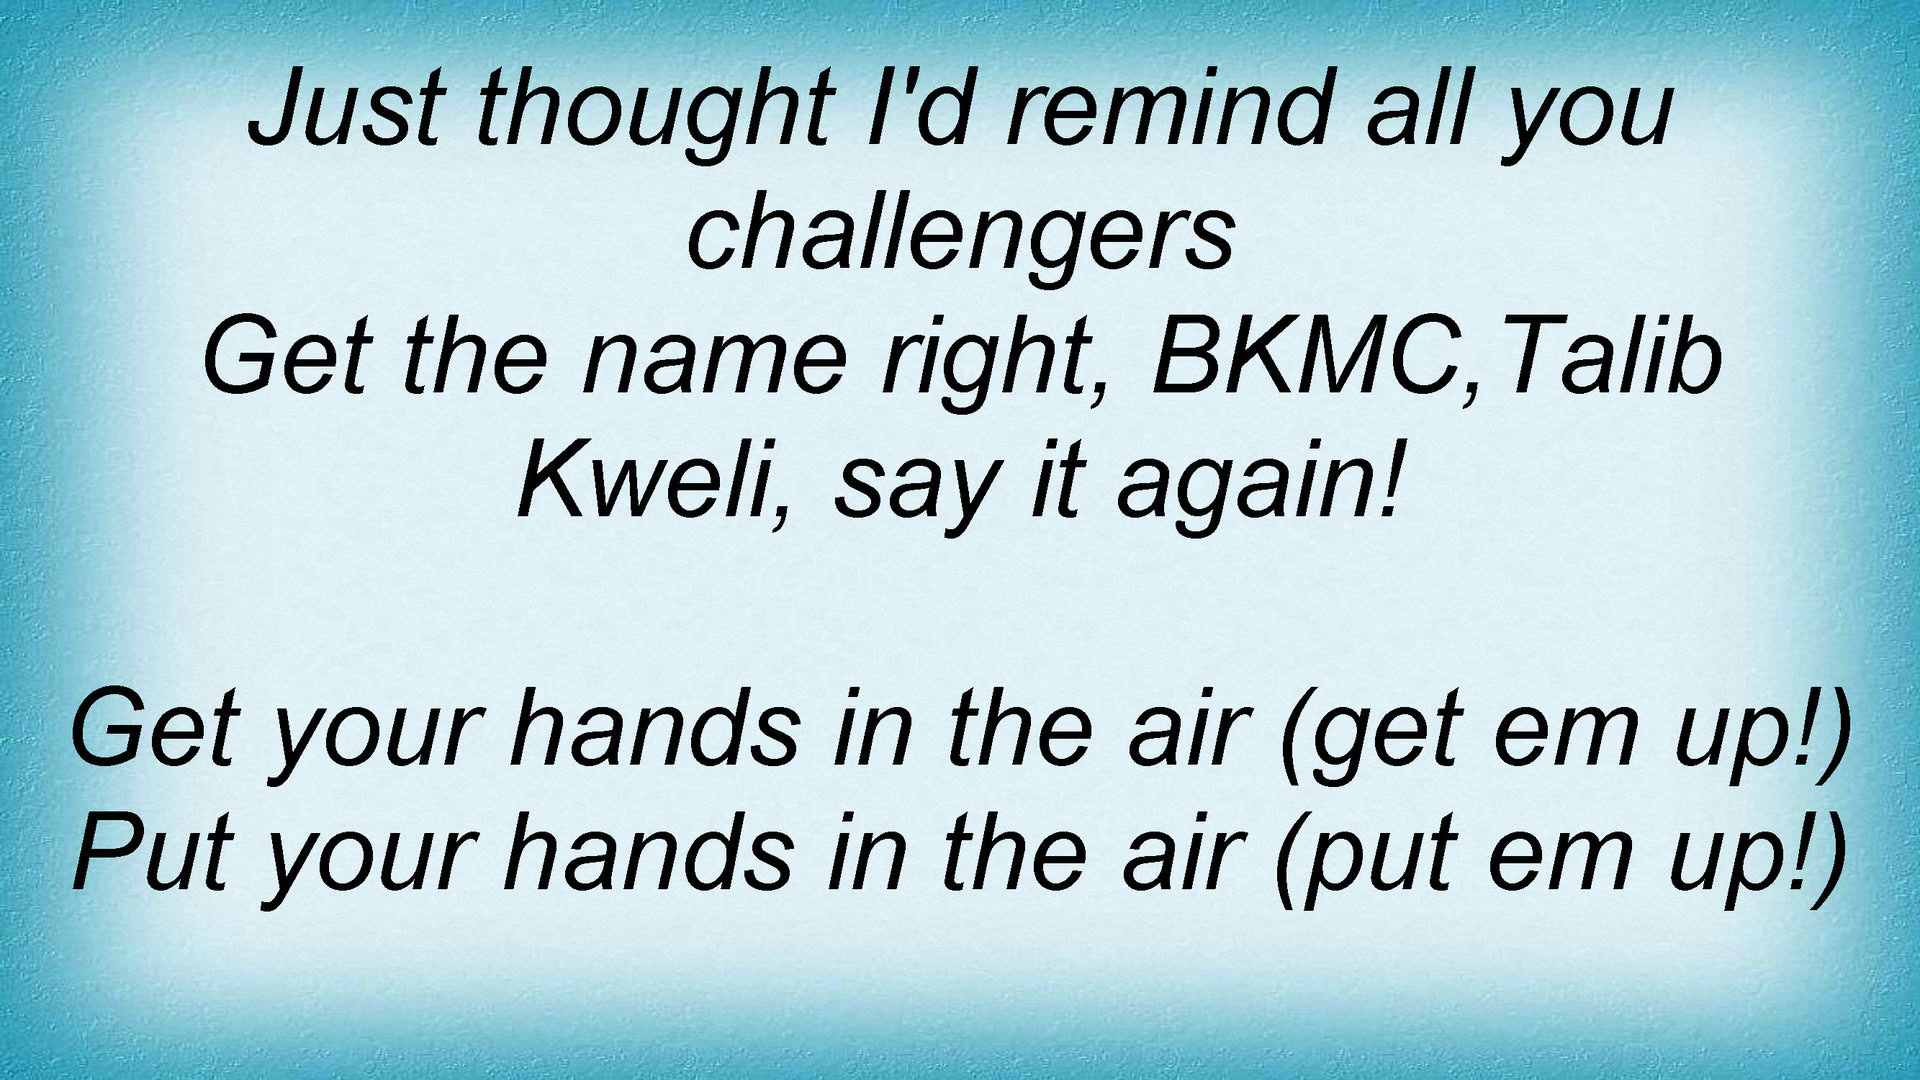 Just thought I'd remind all you
challengers
Get the name right, BKMC,Talib
Kweli, say it again!
Get your hands in the air (get em up!)
Put your hands in the air (put em up!)